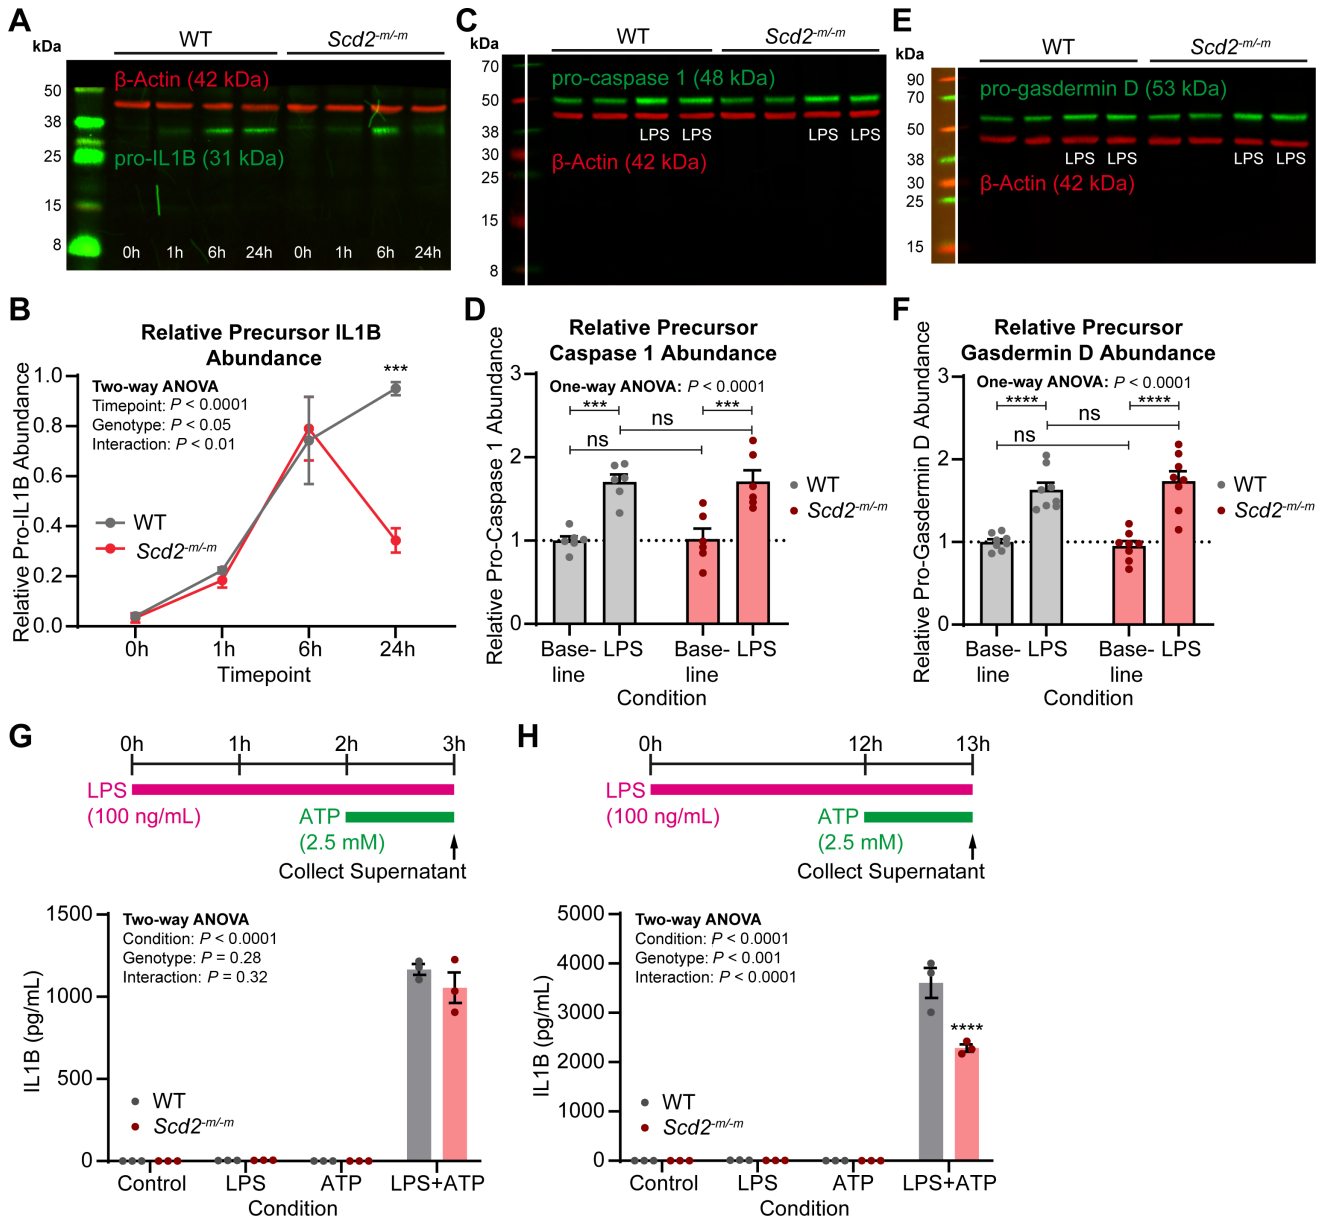 A
WT
Scd2-m/-m
kDa
50
38
25
15
8
β-Actin (42 kDa)
pro-IL1B (31 kDa)
0h 1h 6h 24h 0h 1h 6h 24h
C
WT
Scd2-m/-m
kDa
70
50
38
30
25
15
8
pro-caspase 1 (48 kDa)
LPS LPS LPS LPS
β-Actin (42 kDa)
E
WT
Scd2-m/-m
kDa
90
70
50
38
30
25
15
pro-gasdermin D (53 kDa)
LPS LPS LPS LPS
β-Actin (42 kDa)
B
Relative Precursor IL1B
Abundance
Relative Pro-IL1B Abundance
1.0
0.8
0.6
0.4
0.2
0.0
Two-way ANOVA
Timepoint: P < 0.0001
Genotype: P < 0.05
Interaction: P < 0.01
***
WT
Scd2-m/-m
0h 1h 6h 24h
Timepoint
D
Relative Precursor
Caspase 1 Abundance
Relative Pro-Caspase 1 Abundance
3
2
1
0
One-way ANOVA: P < 0.0001
*** ***
ns
ns
WT
Scd2-m/-m
Base-
line
LPS
Base-
line
LPS
Condition
F
Relative Precursor
Gasdermin D Abundance
Relative Pro-Gasdermin D Abundance
3
2
1
0
One-way ANOVA: P < 0.0001
**** ****
ns
ns
WT
Scd2-m/-m
Base-
line
LPS
Base-
line
LPS
Condition
G
0h 1h 2h 3h
LPS
(100 ng/mL)
ATP
(2.5 mM)
Collect Supernatant
IL1B (pg/mL)
1500
1000
500
0
Two-way ANOVA
Condition: P < 0.0001
Genotype: P = 0.28
Interaction: P = 0.32
WT
Scd2-m/-m
Control LPS ATP LPS+ATP
Condition
H
0h 12h 13h
LPS
(100 ng/mL)
ATP
(2.5 mM)
Collect Supernatant
IL1B (pg/mL)
5000
4000
3000
2000
1000
0
Two-way ANOVA
Condition: P < 0.0001
Genotype: P < 0.001
Interaction: P < 0.0001
****
WT
Scd2-m/-m
Control LPS ATP LPS+ATP
Condition